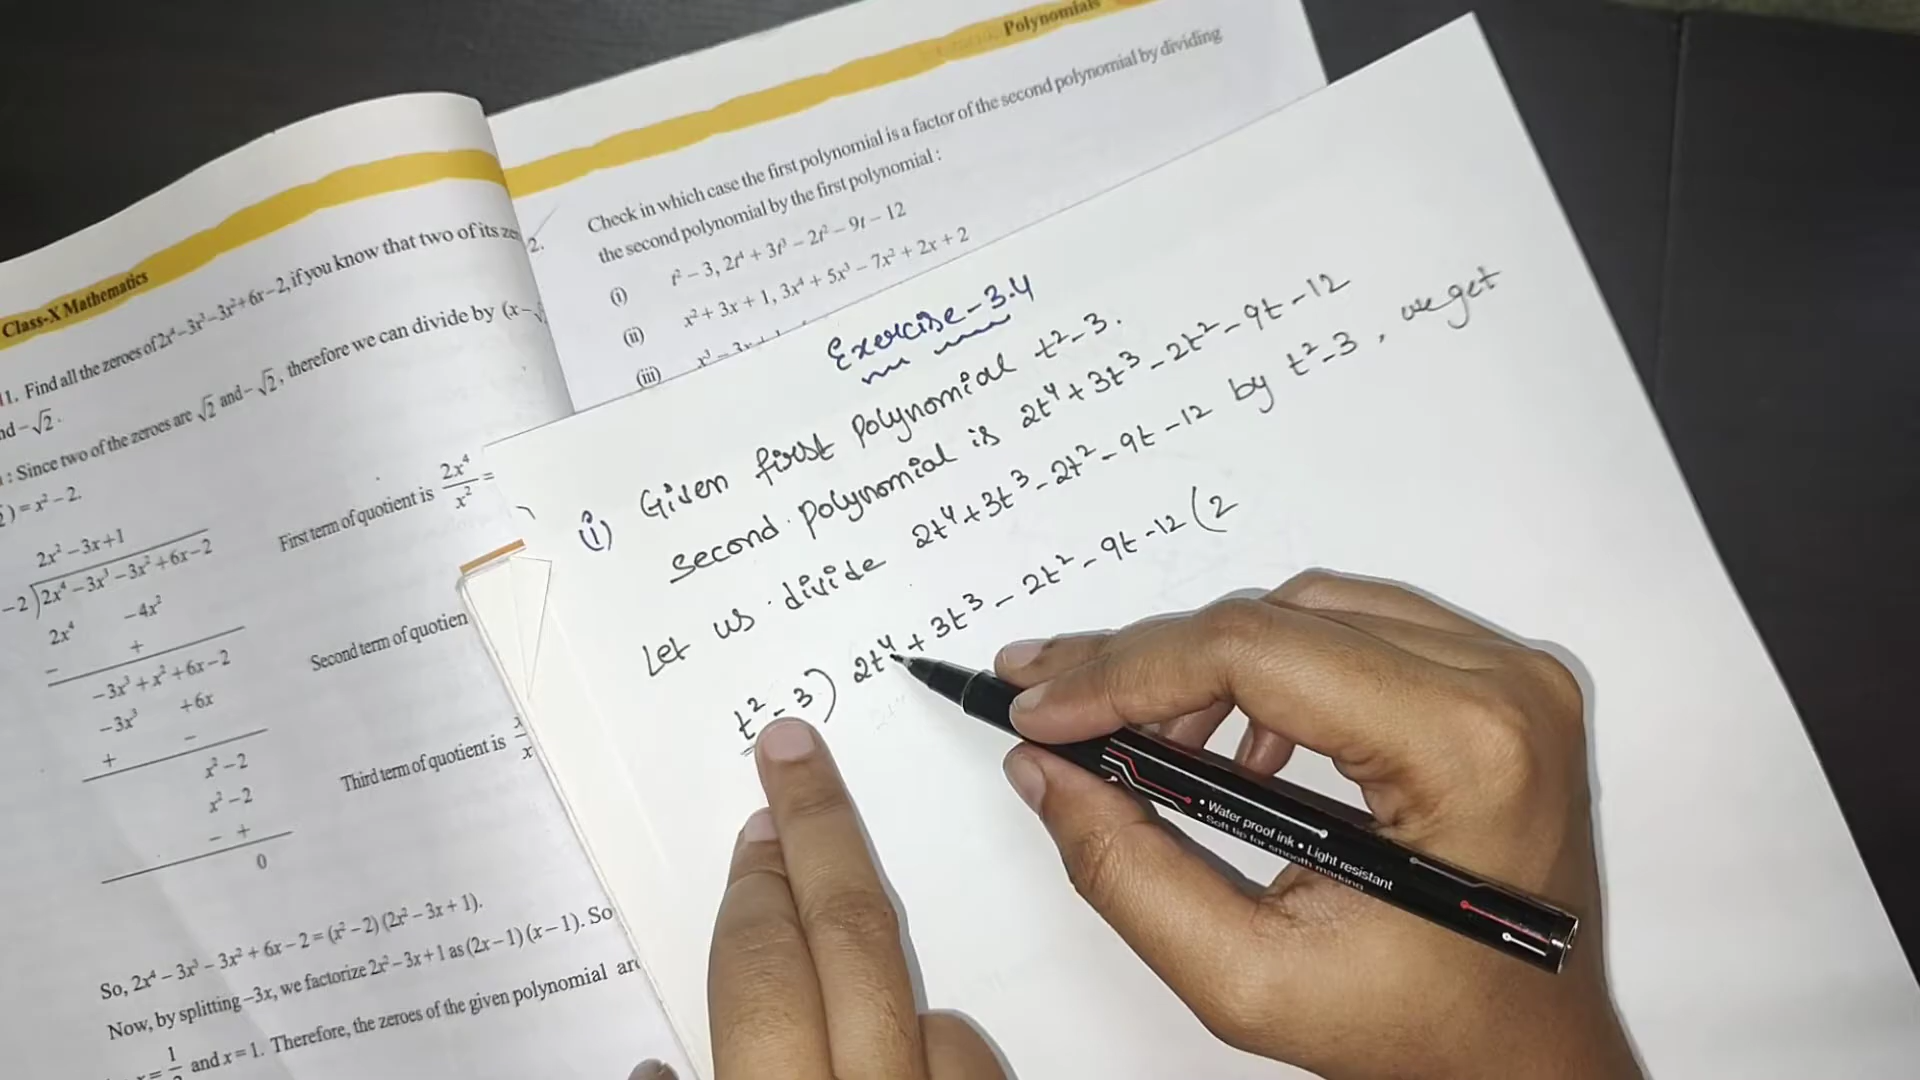 Class-X Mathematics
1. Find all the zeroes of 2x⁴ – 3x³ – 3x² + 6x – 2, if you know that two of its
– √2.
: Since two of the zeroes are √2 and – √2, therefore we can divide by (x –
) = x² – 2.
2x² – 3x + 1
– 2) 2x⁴ – 3x³ – 3x² + 6x – 2
2x⁴ – 4x²
– +
– 3x³ + x² + 6x – 2
– 3x³ + 6x
+ –
x² – 2
x² – 2
– +
0
First term of quotient is 2x⁴/x² =
Second term of
Third term of quotient is
So, 2x⁴ – 3x³ – 3x² + 6x – 2 = (x² – 2) (2x² – 3x + 1).
Now, by splitting –3x, we factorize 2x² – 3x + 1 as (2x – 1) (x – 1). So
and x = 1. Therefore, the zeroes of the given polynomial
Polynomials
2. Check in which case the first polynomial is a factor of the second polynomial by dividing
the second polynomial by the first polynomial :
(i) t² – 3, 2t⁴ + 3t³ – 2t² – 9t – 12
(ii) x² + 3x + 1, 3x⁴ + 5x³ – 7x² + 2x + 2
(iii) x³ – 3x + 1
Exercise - 3.4
(i) Given first Polynomial t² - 3.
Second. Polynomial is 2t⁴ + 3t³ - 2t² - 9t - 12
Let us. divide 2t⁴ + 3t³ - 2t² - 9t - 12 by t² - 3 , we get
t² - 3) 2t⁴ + 3t³ - 2t² - 9t - 12 (2
• Water proof ink • Light resistant
• Soft tip for smooth marking